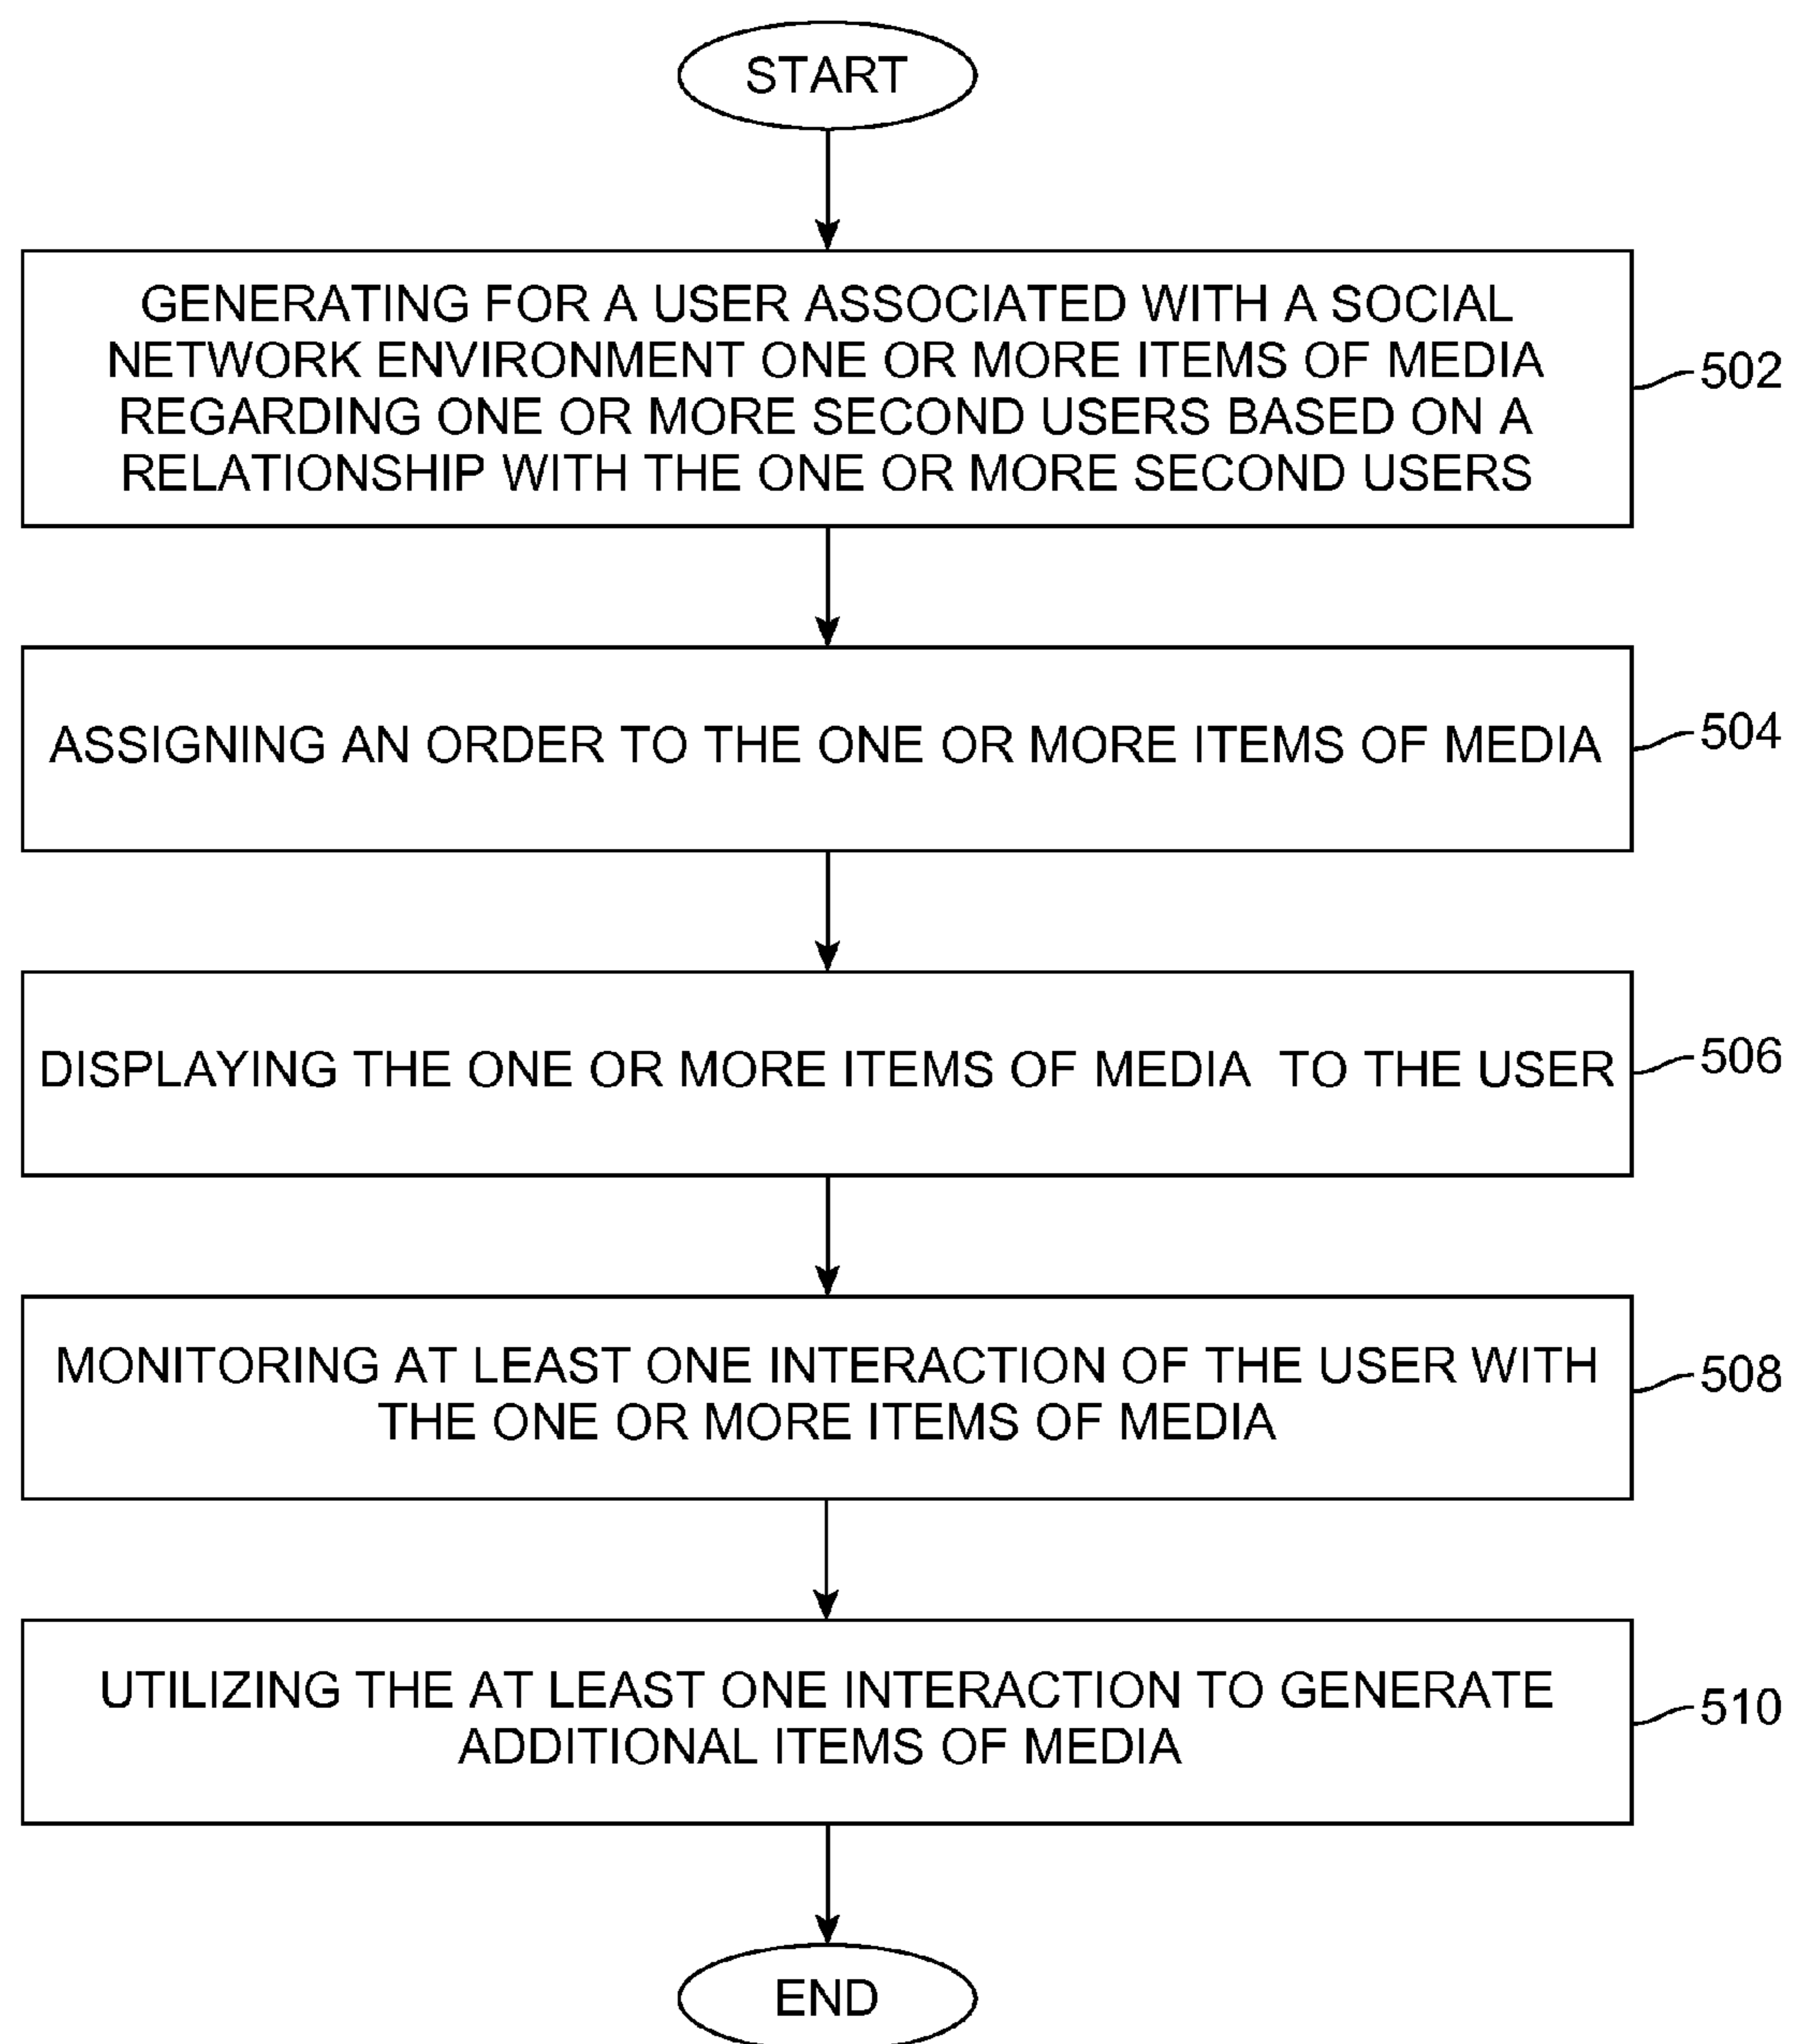 START
GENERATING FOR A USER ASSOCIATED WITH A SOCIAL
NETWORK ENVIRONMENT ONE OR MORE ITEMS OF MEDIA
REGARDING ONE OR MORE SECOND USERS BASED ON A
RELATIONSHIP WITH THE ONE OR MORE SECOND USERS
502
ASSIGNING AN ORDER TO THE ONE OR MORE ITEMS OF MEDIA
504
DISPLAYING THE ONE OR MORE ITEMS OF MEDIA TO THE USER
506
MONITORING AT LEAST ONE INTERACTION OF THE USER WITH
THE ONE OR MORE ITEMS OF MEDIA
508
UTILIZING THE AT LEAST ONE INTERACTION TO GENERATE
ADDITIONAL ITEMS OF MEDIA
510
END